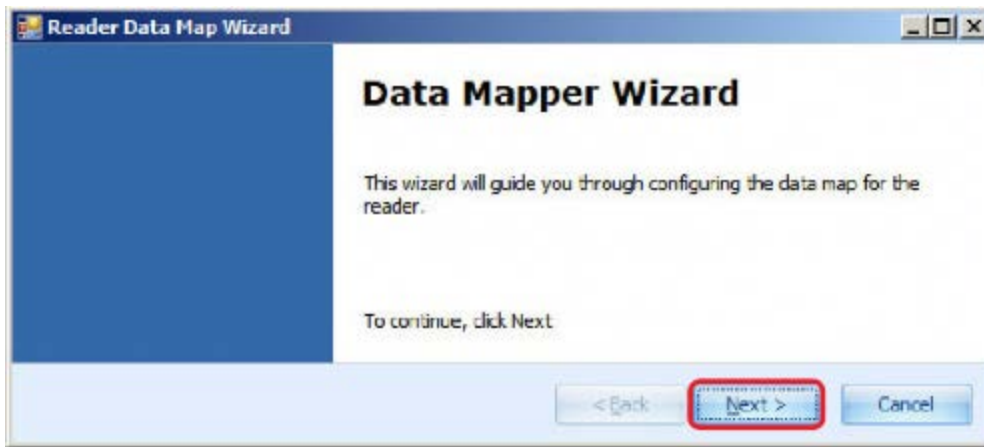 Reader Data Map Wizard
Data Mapper Wizard
This wizard will guide you through configuring the data map for the
reader.
To continue, click Next
< Back
Next >
Cancel